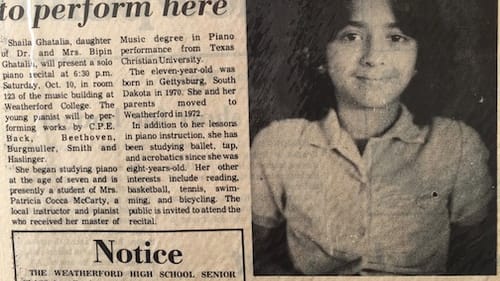 to perform here
Shaila Ghatalia, daughter
of Dr. and Mrs. Bipin
Ghatalia, will present a solo
piano recital at 6:30 p.m.
Saturday, Oct. 10, in room
123 of the music building at
Weatherford College. The
young pianist will be per-
forming works by C.P.E.
Back, Beethoven,
Burgmuller, Smith and
Haslinger.
She began studying piano
at the age of seven and is
presently a student of Mrs.
Patricia Cocca McCarty, a
local instructor and pianist
who received her master of
Music degree in Piano
performance from Texas
Christian University.
The eleven-year-old was
born in Gettysburg, South
Dakota in 1970. She and her
parents moved to
Weatherford in 1972.
In addition to her lessons
in piano instruction, she has
been studying ballet, tap,
and acrobatics since she was
eight-years-old. Her other
interests include reading,
basketball, tennis, swim-
ming, and bicycling. The
public is invited to attend the
recital.
Notice
THE WEATHERFORD HIGH SCHOOL SENIOR